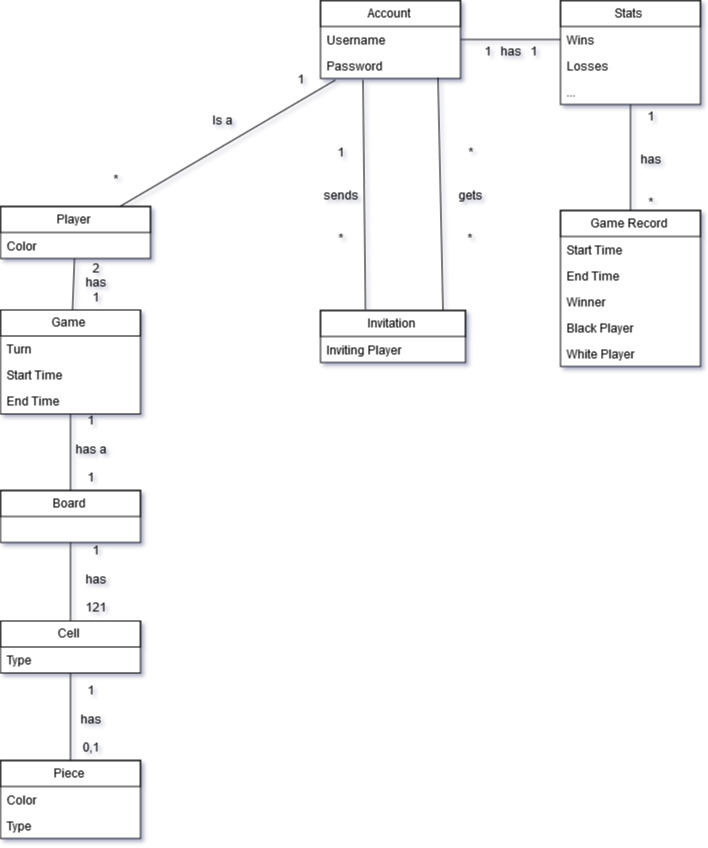 Account
Username
Password
Stats
Wins
Losses
...
1 has 1
1
Is a
*
1
sends
*
*
gets
*
1
has
*
Player
Color
Game Record
Start Time
End Time
Winner
Black Player
White Player
2
has
1
Game
Turn
Start Time
End Time
Invitation
Inviting Player
1
has a
1
Board
1
has
121
Cell
Type
1
has
0,1
Piece
Color
Type